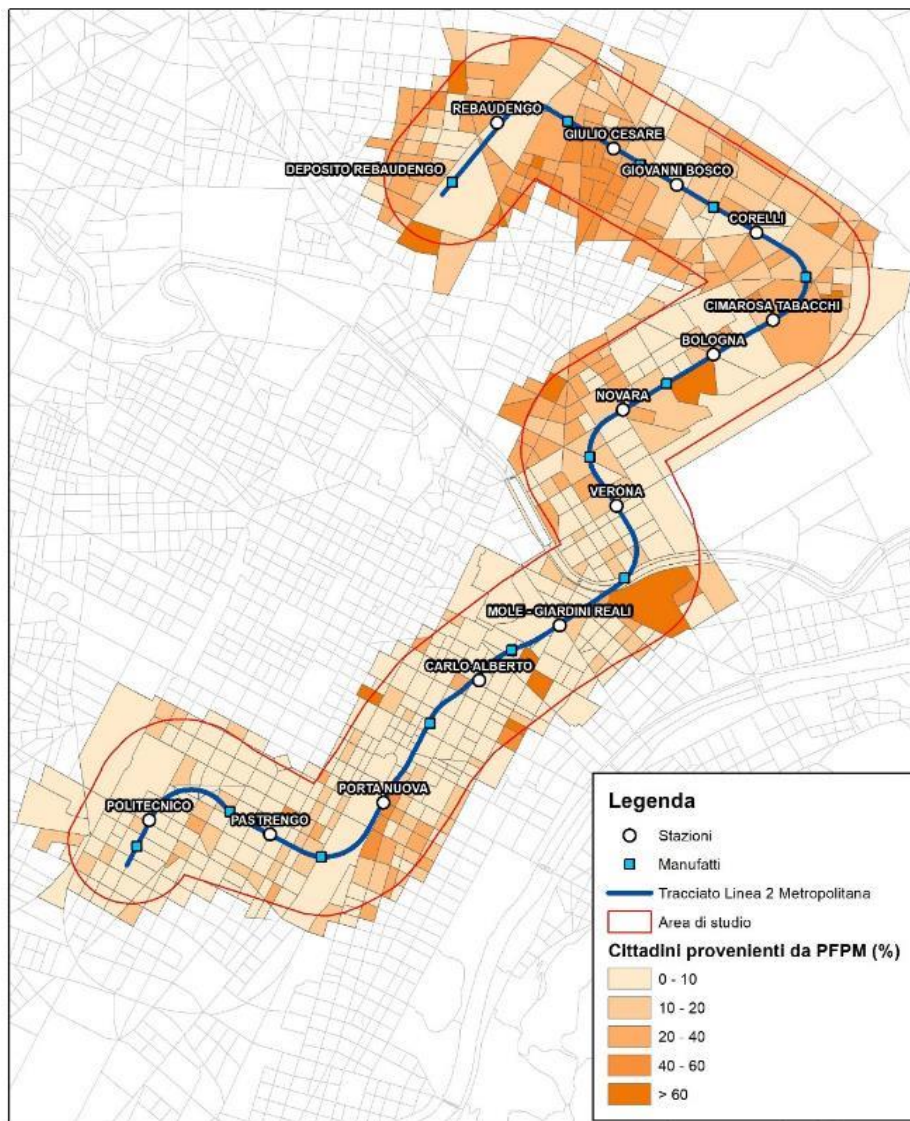 REBAUDENGO
GIULIO CESARE
DEPOSITO REBAUDENGO
GIOVANNI BOSCO
CORELLI
CIMAROSA TABACCHI
BOLOGNA
NOVARA
VERONA
MOLE - GIARDINI REALI
CARLO ALBERTO
PORTA NUOVA
POLITECNICO
PASTRENGO
Legenda
Stazioni
Manufatti
Tracciato Linea 2 Metropolitana
Area di studio
Cittadini provenienti da PFPM (%)
0 - 10
10 - 20
20 - 40
40 - 60
> 60